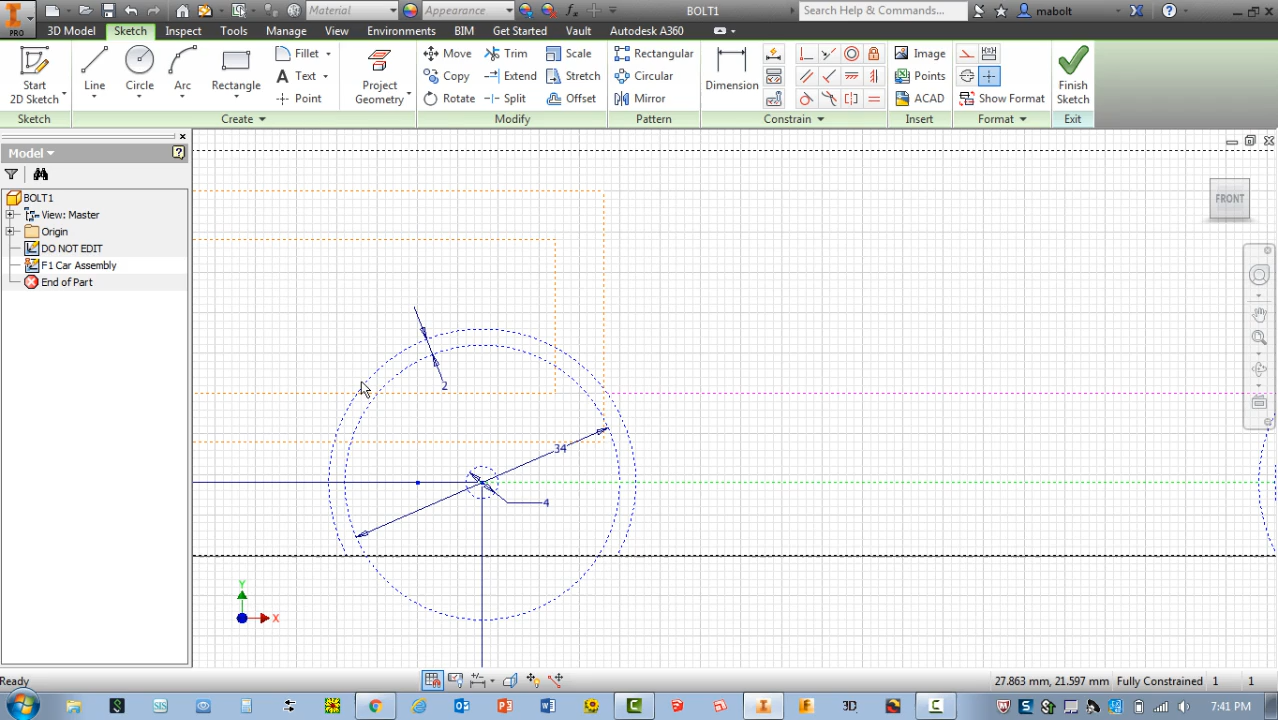 Material
Appearance
BOLT1
Search Help & Commands...
mabolt
PRO
3D Model
Sketch
Inspect
Tools
Manage
View
Environments
BIM
Get Started
Vault
Autodesk A360
Start
2D Sketch
Line
Circle
Arc
Rectangle
Fillet
Text
Point
Project
Geometry
Move
Copy
Rotate
Trim
Extend
Split
Scale
Stretch
Offset
Rectangular
Circular
Mirror
Dimension
Image
Points
ACAD
Show Format
Finish
Sketch
Sketch
Create
Modify
Pattern
Constrain
Insert
Format
Exit
Model
BOLT1
View: Master
Origin
DO NOT EDIT
F1 Car Assembly
End of Part
FRONT
2
34
4
Y
X
Ready
27.863 mm, 21.597 mm
Fully Constrained
1
1
3D
7:41 PM